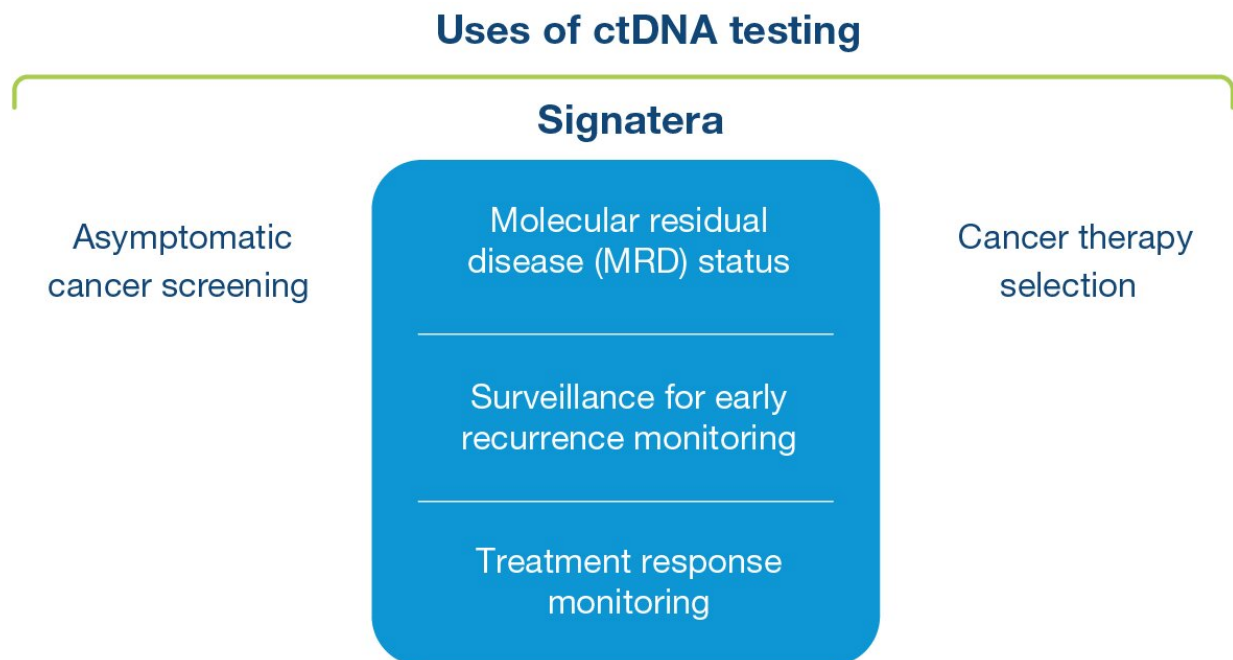 Uses of ctDNA testing
Signatera
Asymptomatic
cancer screening
Molecular residual
disease (MRD) status
Surveillance for early
recurrence monitoring
Treatment response
monitoring
Cancer therapy
selection